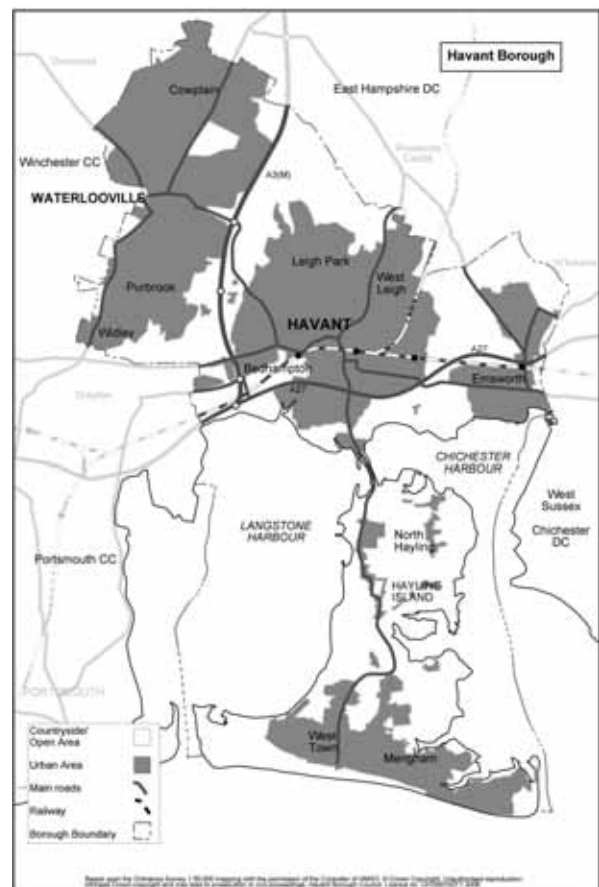 Havant Borough
Cowplain
East Hampshire DC
Winchester CC
A3(M)
WATERLOOVILLE
Leigh Park
West
Leigh
Purbrook
HAVANT
Widley
A27
Bedhampton
Emsworth
A27
CHICHESTER
HARBOUR
LANGSTONE
HARBOUR
West
Sussex
Chichester
DC
North
Hayling
Portsmouth CC
HAYLING
ISLAND
PORTSMOUTH
West
Town
Mengham
Countryside/
Open Area
Urban Area
Main roads
Railway
Borough Boundary